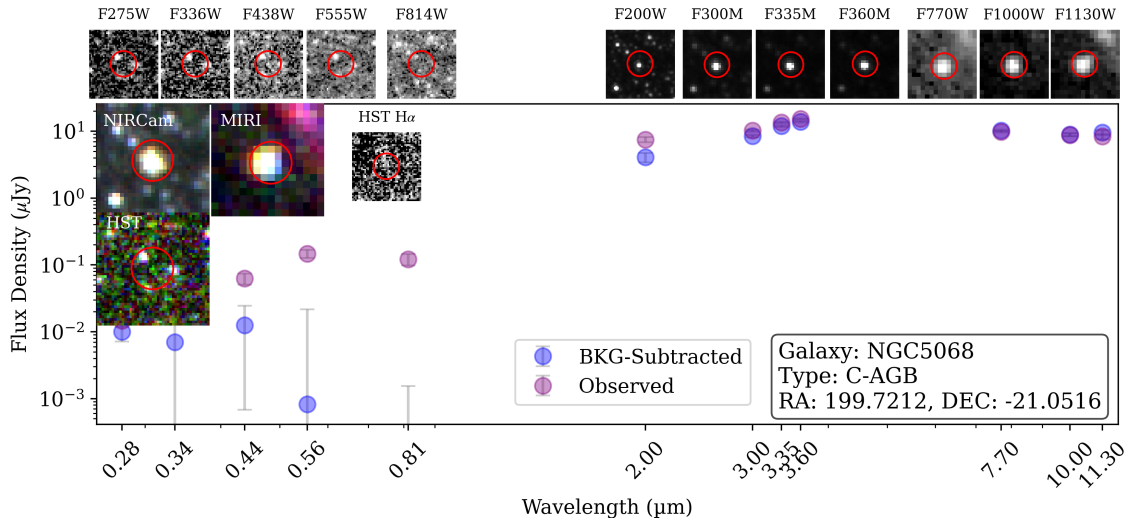 F275W F336W F438W F555W F814W F200W F300M F335M F360M F770W F1000W F1130W
NIRCam MIRI HST Hα
HST
10¹
10⁰
10⁻¹
10⁻²
10⁻³
Flux Density (μJy)
BKG-Subtracted
Observed
Galaxy: NGC5068
Type: C-AGB
RA: 199.7212, DEC: -21.0516
0.28 0.34 0.44 0.56 0.81 2.00 3.00 3.35 3.60 7.70 10.00 11.30
Wavelength (μm)